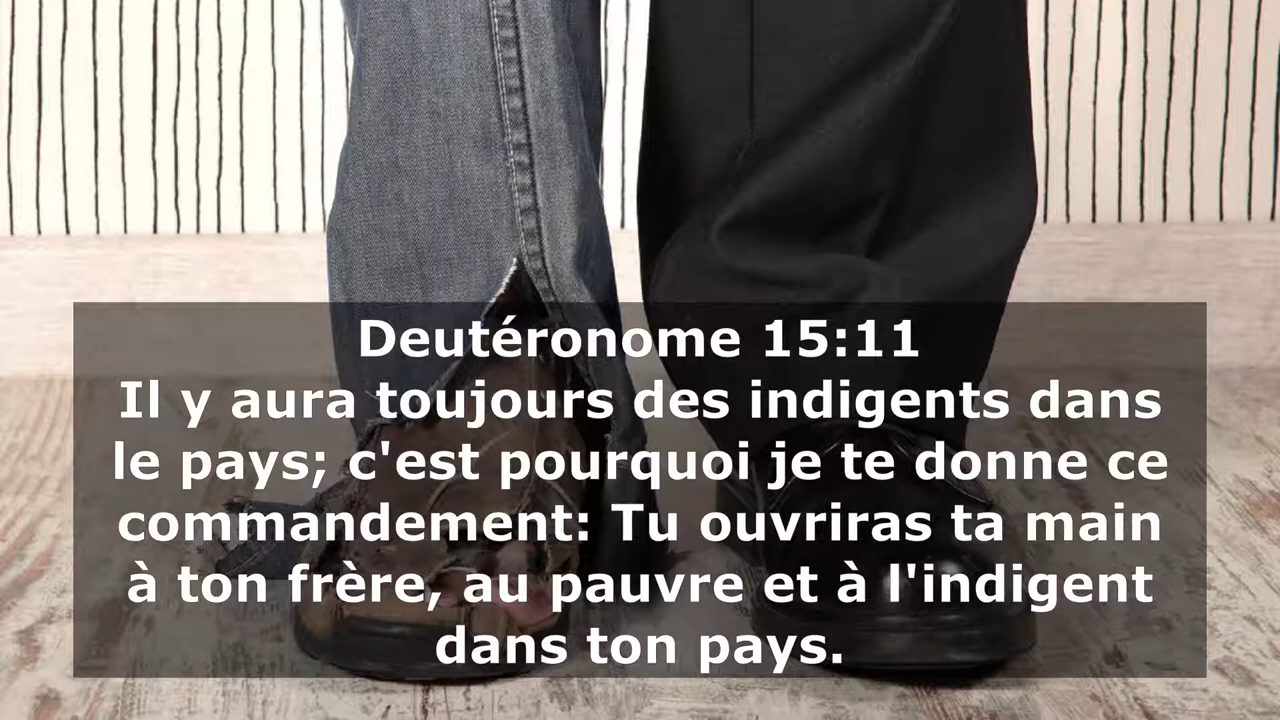 Deutéronome 15:11
Il y aura toujours des indigents dans
le pays; c'est pourquoi je te donne ce
commandement: Tu ouvriras ta main
à ton frère, au pauvre et à l'indigent
dans ton pays.